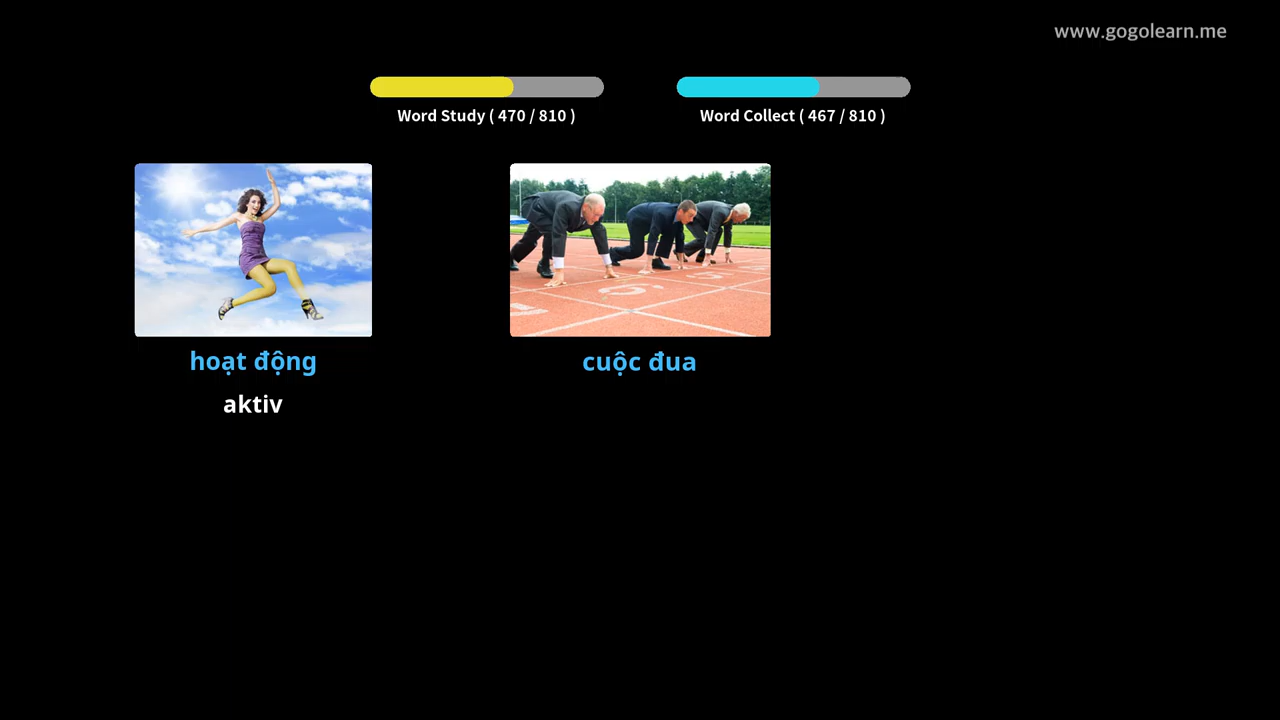 www.gogolearn.me
Word Study ( 470 / 810 )
Word Collect ( 467 / 810 )
hoạt động
aktiv
cuộc đua